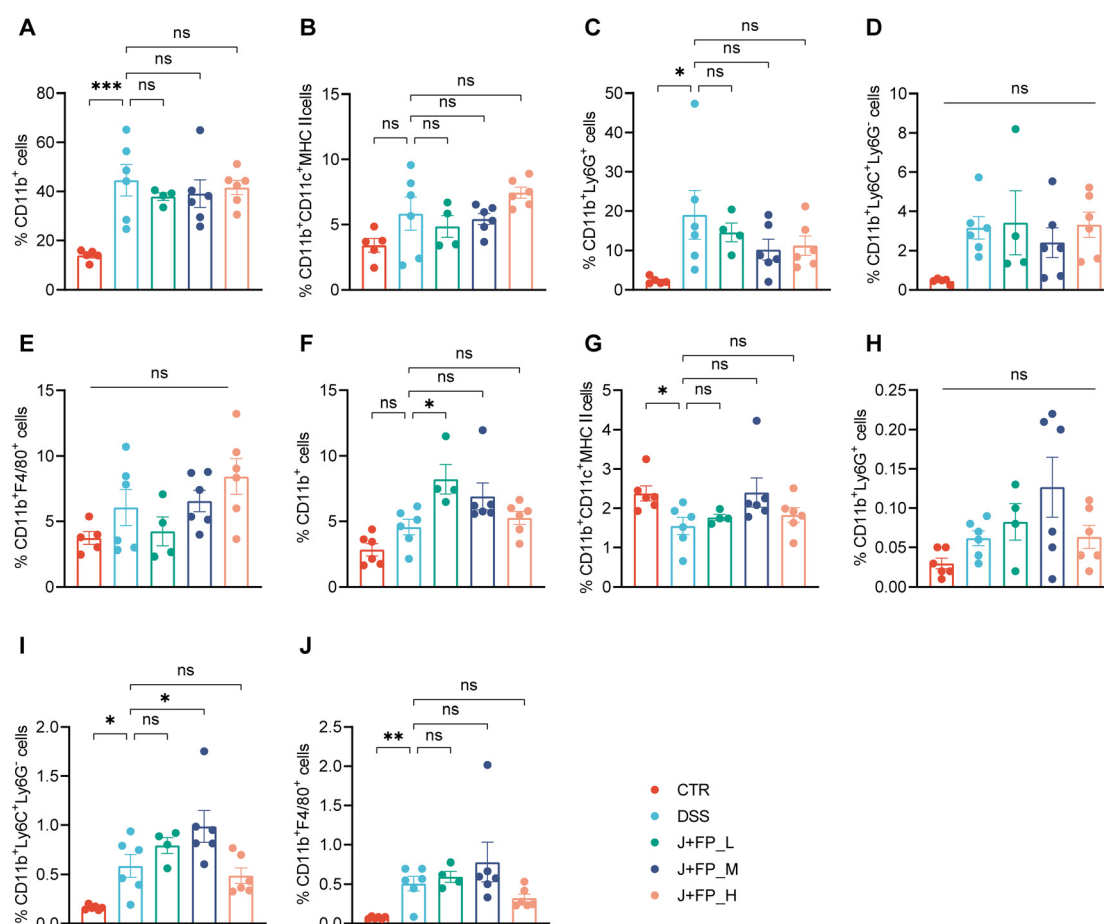 A
ns
ns
*** ns
% CD11b⁺ cells
80
60
40
20
0
B
ns
ns
ns ns
% CD11b⁺CD11c⁺MHC II cells
15
10
5
0
C
ns
ns
* ns
% CD11b⁺Ly6G⁺ cells
50
40
30
20
10
0
D
ns
% CD11b⁺Ly6C⁺Ly6G⁻ cells
10
8
6
4
2
0
E
ns
% CD11b⁺F4/80⁺ cells
15
10
5
0
F
ns
ns
ns *
% CD11b⁺ cells
15
10
5
0
G
ns
ns
* ns
% CD11b⁺CD11c⁺MHC II cells
5
4
3
2
1
0
H
ns
% CD11b⁺Ly6G⁺ cells
0.25
0.20
0.15
0.10
0.05
0.00
I
ns
*
* ns
% CD11b⁺Ly6C⁺Ly6G⁻ cells
2.0
1.5
1.0
0.5
0.0
J
ns
ns
** ns
% CD11b⁺F4/80⁺ cells
2.5
2.0
1.5
1.0
0.5
0.0
CTR
DSS
J+FP_L
J+FP_M
J+FP_H